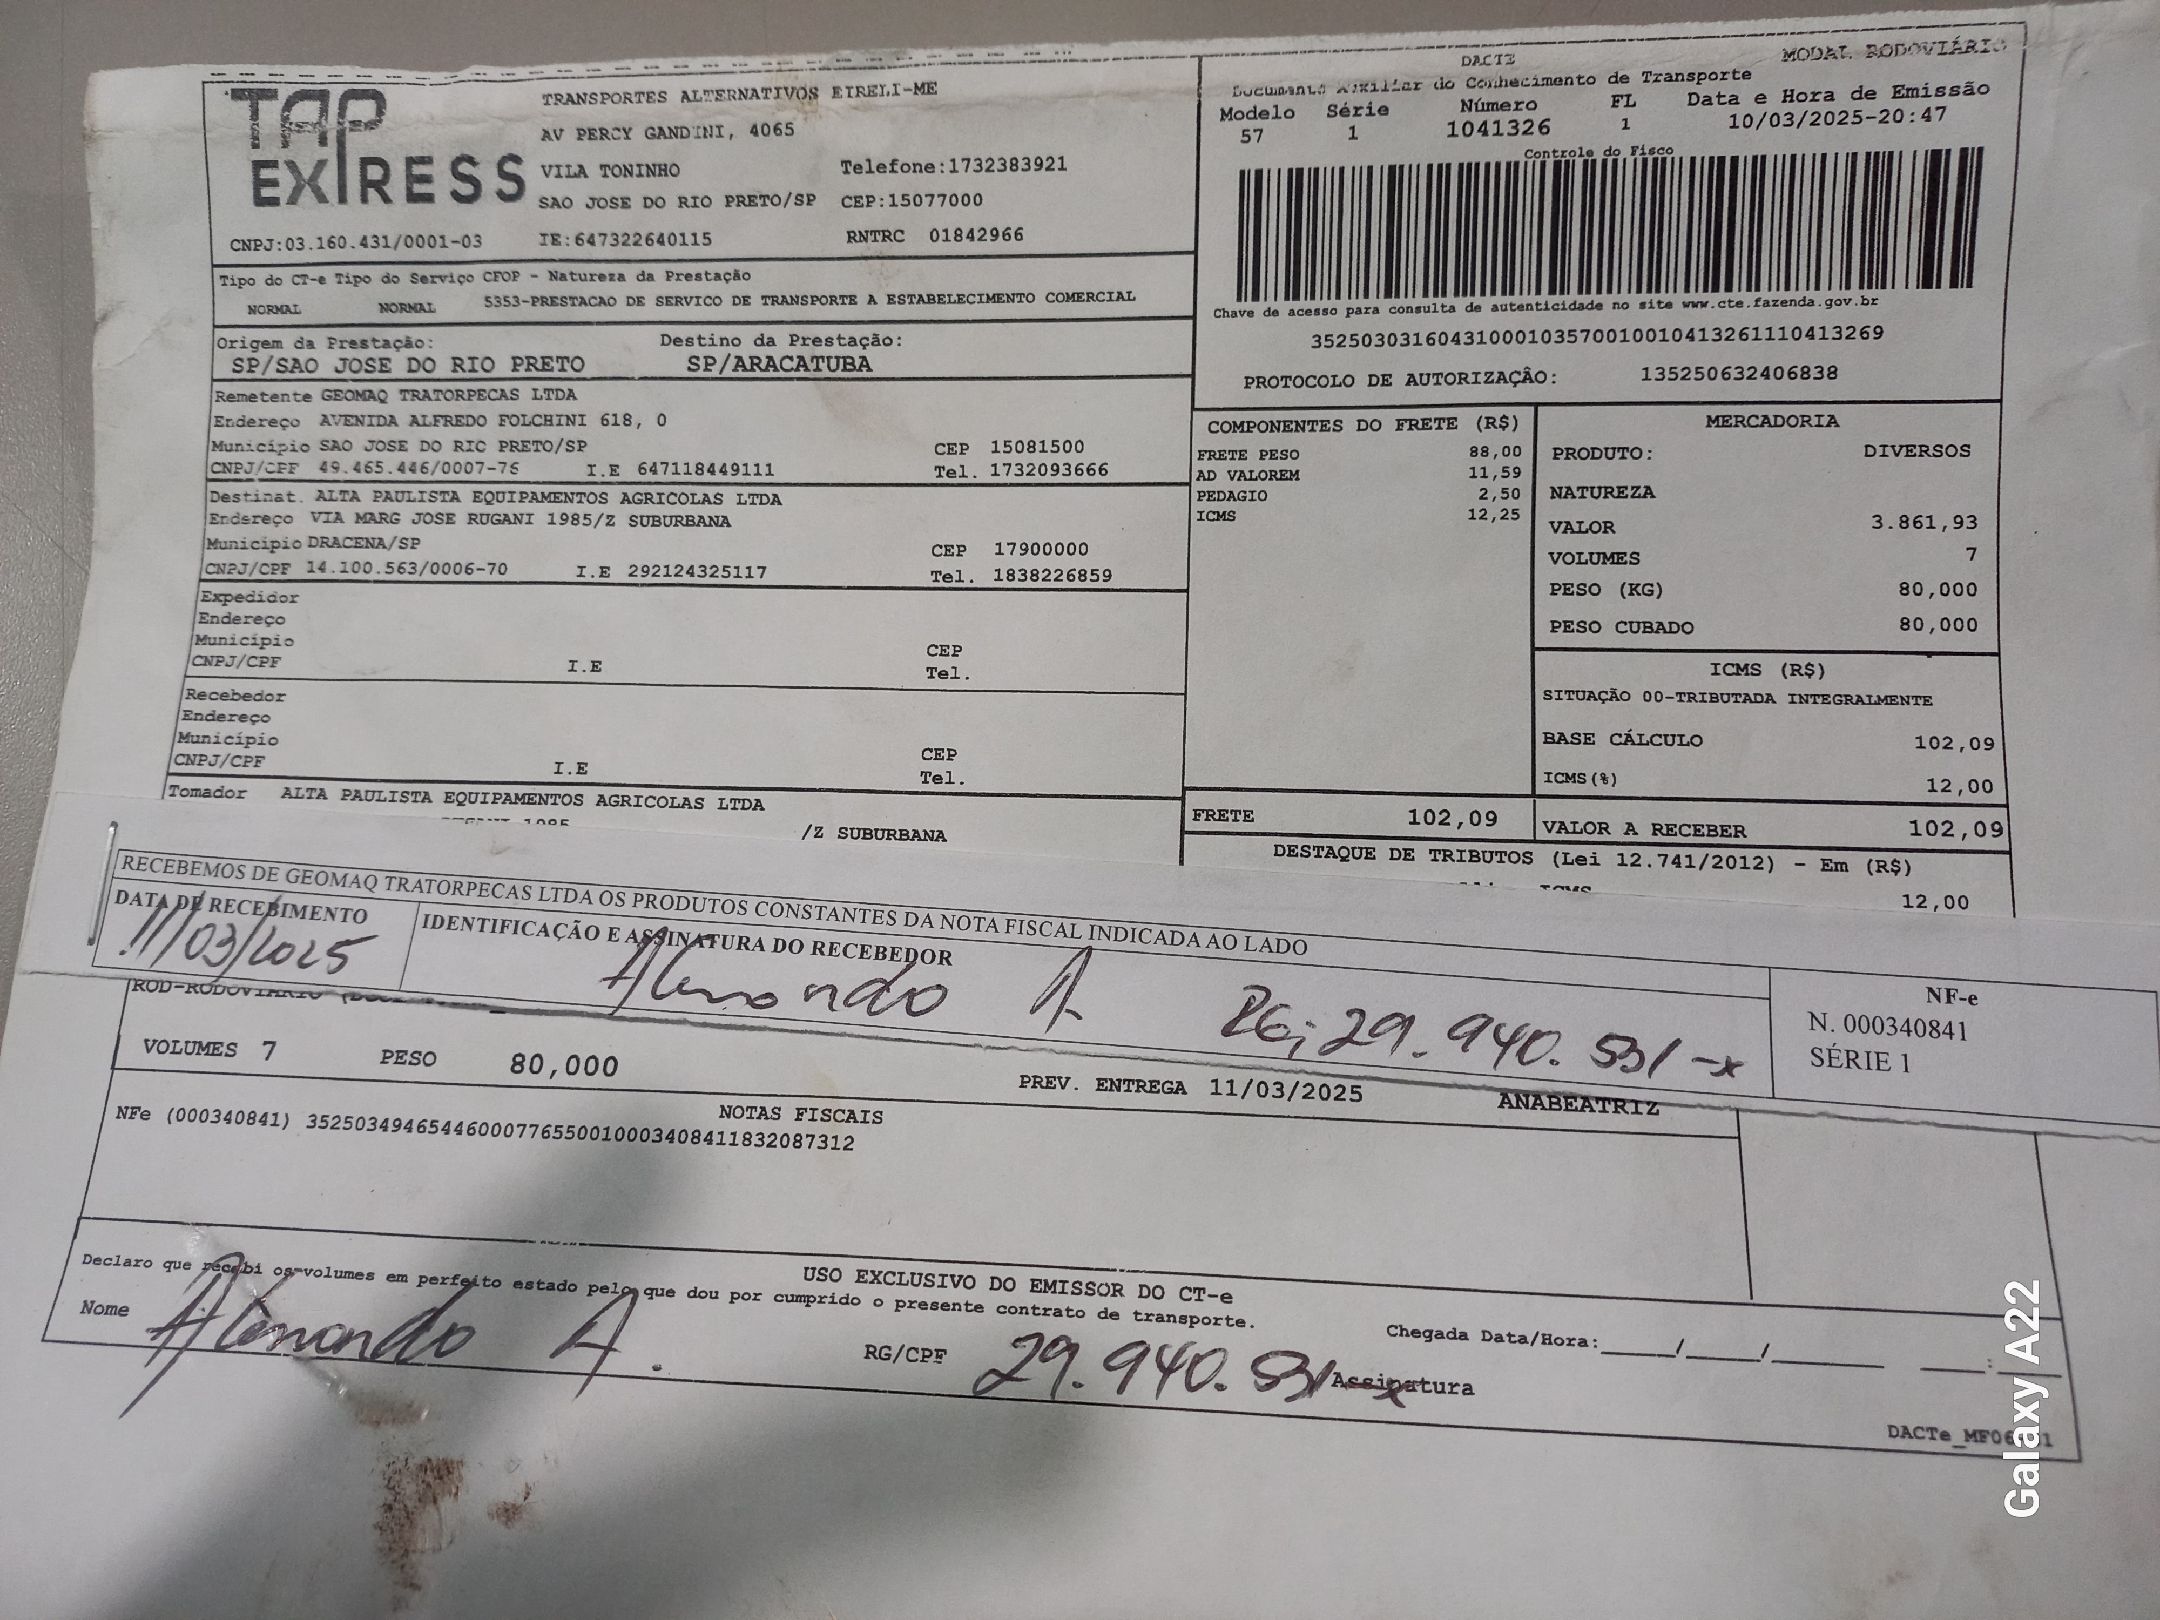 TAP EXPRESS
TRANSPORTES ALTERNATIVOS EIRELI-ME
AV PERCY GANDINI, 4065
VILA TONINHO Telefone:1732383921
SAO JOSE DO RIO PRETO/SP CEP:15077000
CNPJ:03.160.431/0001-03 IE:647322640115 RNTRC 01842966
MODAL RODOVIÁRIO
DACTE
Documento Auxiliar do Conhecimento de Transporte
Modelo Série Número FL Data e Hora de Emissão
57 1 1041326 1 10/03/2025-20:47
Controle do Fisco
Chave de acesso para consulta de autenticidade no site www.cte.fazenda.gov.br
35250303160431000103570010010413261110413269
PROTOCOLO DE AUTORIZAÇÂO: 135250632406838
Tipo do CT-e Tipo do Serviço CFOP - Natureza da Prestação
NORMAL NORMAL 5353-PRESTACAO DE SERVICO DE TRANSPORTE A ESTABELECIMENTO COMERCIAL
Origem da Prestação: Destino da Prestação:
SP/SAO JOSE DO RIO PRETO SP/ARACATUBA
Remetente GEOMAQ TRATORPECAS LTDA
Endereço AVENIDA ALFREDO FOLCHINI 618, 0
Município SAO JOSE DO RIO PRETO/SP CEP 15081500
CNPJ/CPF 49.465.446/0007-76 I.E 647118449111 Tel. 1732093666
Destinat. ALTA PAULISTA EQUIPAMENTOS AGRICOLAS LTDA
Endereço VIA MARG JOSE RUGANI 1985/Z SUBURBANA
Município DRACENA/SP CEP 17900000
CNPJ/CPF 14.100.563/0006-70 I.E 292124325117 Tel. 1838226859
Expedidor
Endereço
Município CEP
CNPJ/CPF I.E Tel.
Recebedor
Endereço
Município CEP
CNPJ/CPF I.E Tel.
Tomador ALTA PAULISTA EQUIPAMENTOS AGRICOLAS LTDA
/Z SUBURBANA
COMPONENTES DO FRETE (R$)
FRETE PESO 88,00
AD VALOREM 11,59
PEDAGIO 2,50
ICMS 12,25
MERCADORIA
PRODUTO: DIVERSOS
NATUREZA
VALOR 3.861,93
VOLUMES 7
PESO (KG) 80,000
PESO CUBADO 80,000
ICMS (R$)
SITUAÇÃO 00-TRIBUTADA INTEGRALMENTE
BASE CÁLCULO 102,09
ICMS(%) 12,00
FRETE 102,09 VALOR A RECEBER 102,09
DESTAQUE DE TRIBUTOS (Lei 12.741/2012) - Em (R$)
ICMS
12,00
RECEBEMOS DE GEOMAQ TRATORPECAS LTDA OS PRODUTOS CONSTANTES DA NOTA FISCAL INDICADA AO LADO
DATA DE RECEBIMENTO IDENTIFICAÇÃO E ASSINATURA DO RECEBEDOR
11/03/2025 A. RG; 29.940.531-x
NF-e
N. 000340841
SÉRIE 1
ROD-RODOVIÁRIO
VOLUMES 7 PESO 80,000 PREV. ENTREGA 11/03/2025 ANABEATRIZ
NOTAS FISCAIS
NFe (000340841) 35250349465446000776550010003408411832087312
USO EXCLUSIVO DO EMISSOR DO CT-e
Declaro que recebi os volumes em perfeito estado pelo que dou por cumprido o presente contrato de transporte.
Nome A. RG/CPF 29.940.531-x Assinatura Chegada Data/Hora:____/____/______ ____:____
Galaxy A22